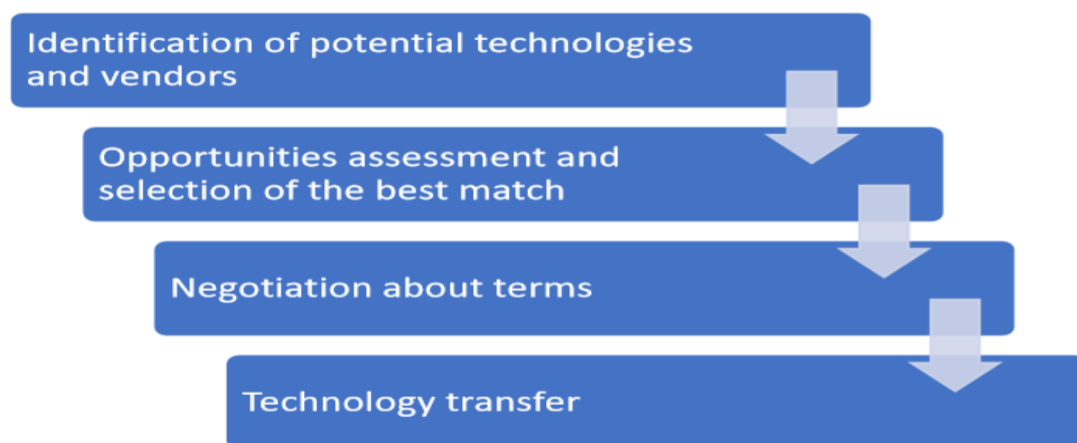 Identification of potential technologies
and vendors
Opportunities assessment and
selection of the best match
Negotiation about terms
Technology transfer